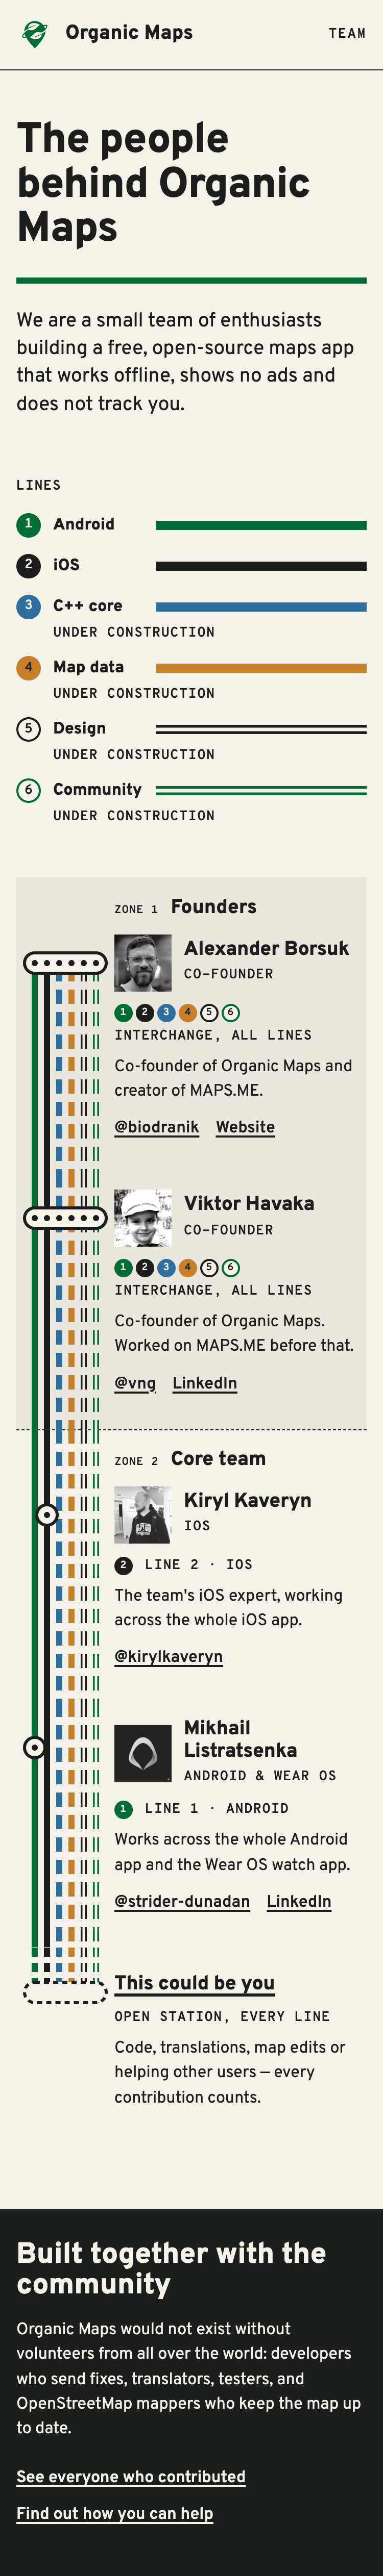 Organic Maps
TEAM
The people
behind Organic
Maps
We are a small team of enthusiasts
building a free, open-source maps app
that works offline, shows no ads and
does not track you.
LINES
1 Android
2 iOS
3 C++ core
UNDER CONSTRUCTION
4 Map data
UNDER CONSTRUCTION
5 Design
UNDER CONSTRUCTION
6 Community
UNDER CONSTRUCTION
ZONE 1 Founders
Alexander Borsuk
CO–FOUNDER
1 2 3 4 5 6
INTERCHANGE, ALL LINES
Co-founder of Organic Maps and
creator of MAPS.ME.
@biodranik Website
Viktor Havaka
CO–FOUNDER
1 2 3 4 5 6
INTERCHANGE, ALL LINES
Co-founder of Organic Maps.
Worked on MAPS.ME before that.
@vng LinkedIn
ZONE 2 Core team
Kiryl Kaveryn
IOS
2 LINE 2 · IOS
The team's iOS expert, working
across the whole iOS app.
@kirylkaveryn
Mikhail
Listratsenka
ANDROID & WEAR OS
1 LINE 1 · ANDROID
Works across the whole Android
app and the Wear OS watch app.
@strider-dunadan LinkedIn
This could be you
OPEN STATION, EVERY LINE
Code, translations, map edits or
helping other users — every
contribution counts.
Built together with the
community
Organic Maps would not exist without
volunteers from all over the world: developers
who send fixes, translators, testers, and
OpenStreetMap mappers who keep the map up
to date.
See everyone who contributed
Find out how you can help